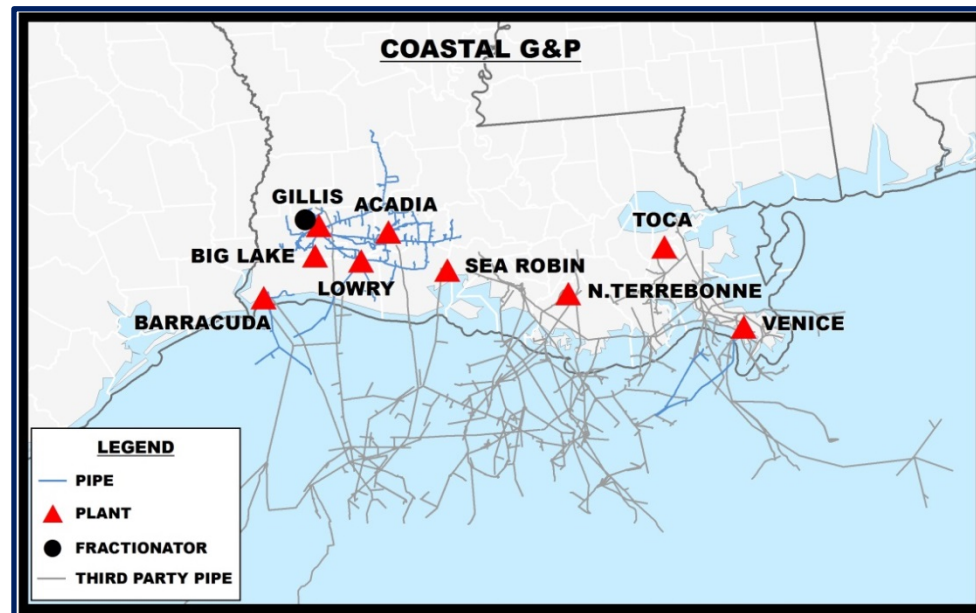 COASTAL G&P
GILLIS
ACADIA
TOCA
BIG LAKE
SEA ROBIN
LOWRY
N.TERREBONNE
BARRACUDA
VENICE
LEGEND
PIPE
PLANT
FRACTIONATOR
THIRD PARTY PIPE